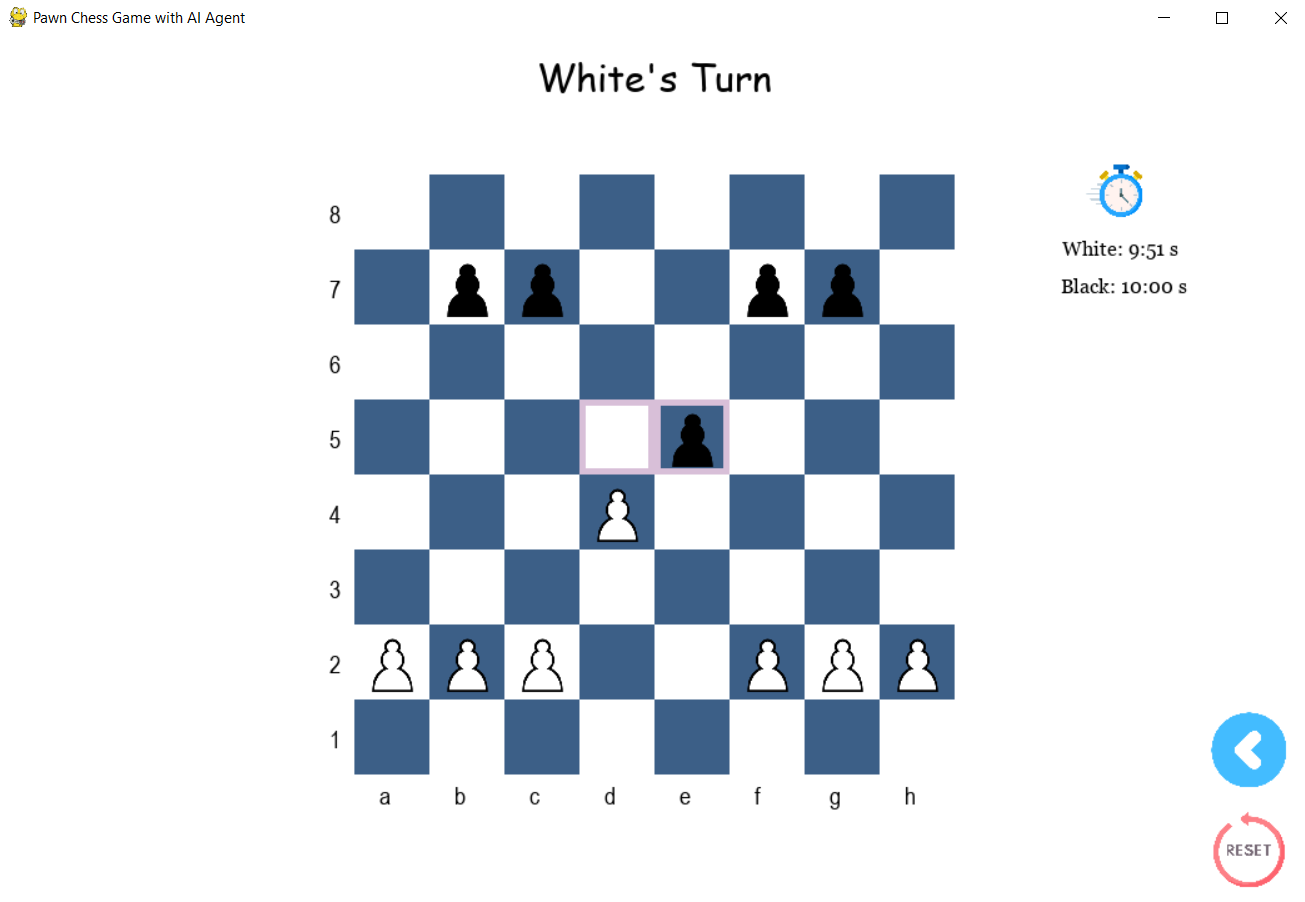 Pawn Chess Game with AI Agent
White's Turn
8
7
6
5
4
3
2
1
a b c d e f g h
White: 9:51 s
Black: 10:00 s
RESET